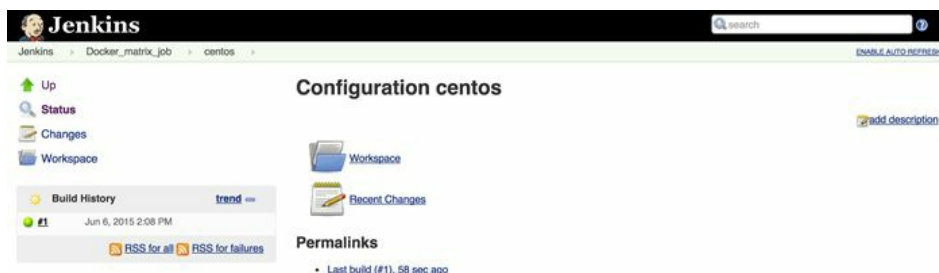 Jenkins
search
Jenkins Docker_matrix_job centos
ENABLE AUTO REFRESH
Up
Status
Changes
Workspace
Build History trend
#1 Jun 6, 2015 2:08 PM
RSS for all RSS for failures
Configuration centos
add description
Workspace
Recent Changes
Permalinks
Last build (#1), 58 sec ago